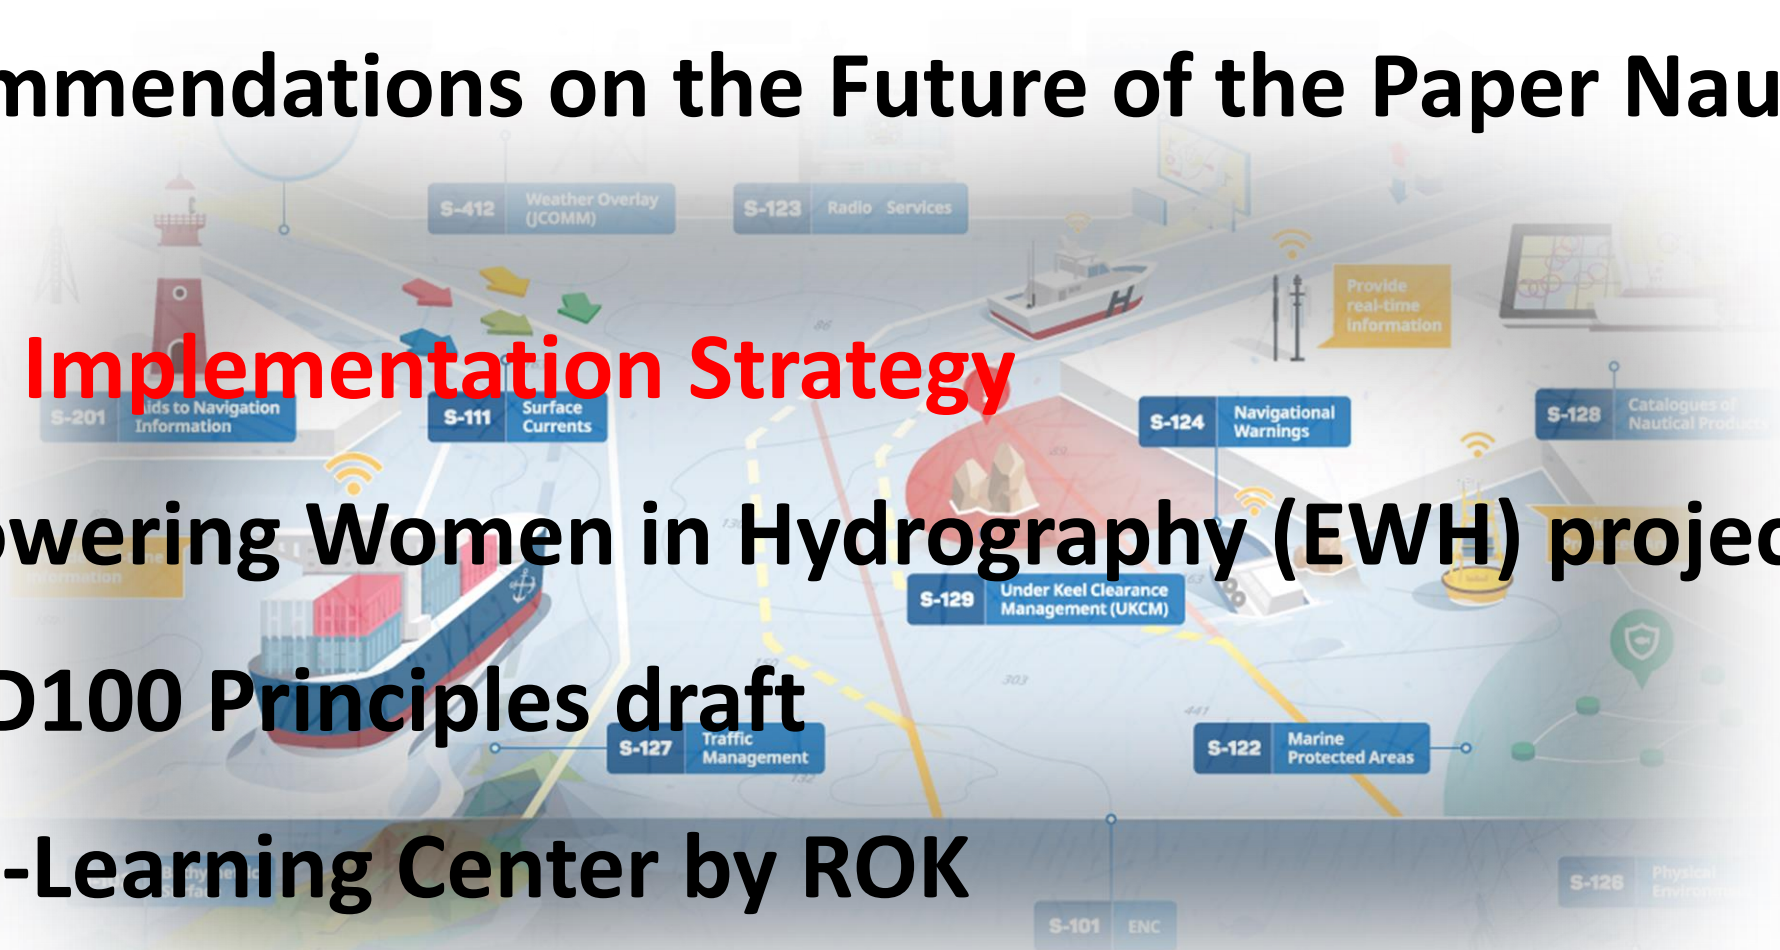 mmendations on the Future of the Paper Nau
S-412 Weather Overlay
(JCOMM)
S-123 Radio Services
Provide
real-time
information
Implementation Strategy
S-201 Aids to Navigation
Information
S-111 Surface
Currents
S-124 Navigational
Warnings
S-128 Catalogues of
Nautical Products
owering Women in Hydrography (EWH) projec
information
S-129 Under Keel Clearance
Management (UKCM)
D100 Principles draft
S-127 Traffic
Management
S-122 Marine
Protected Areas
-Learning Center by ROK
S-126 Physical
S-101 ENC